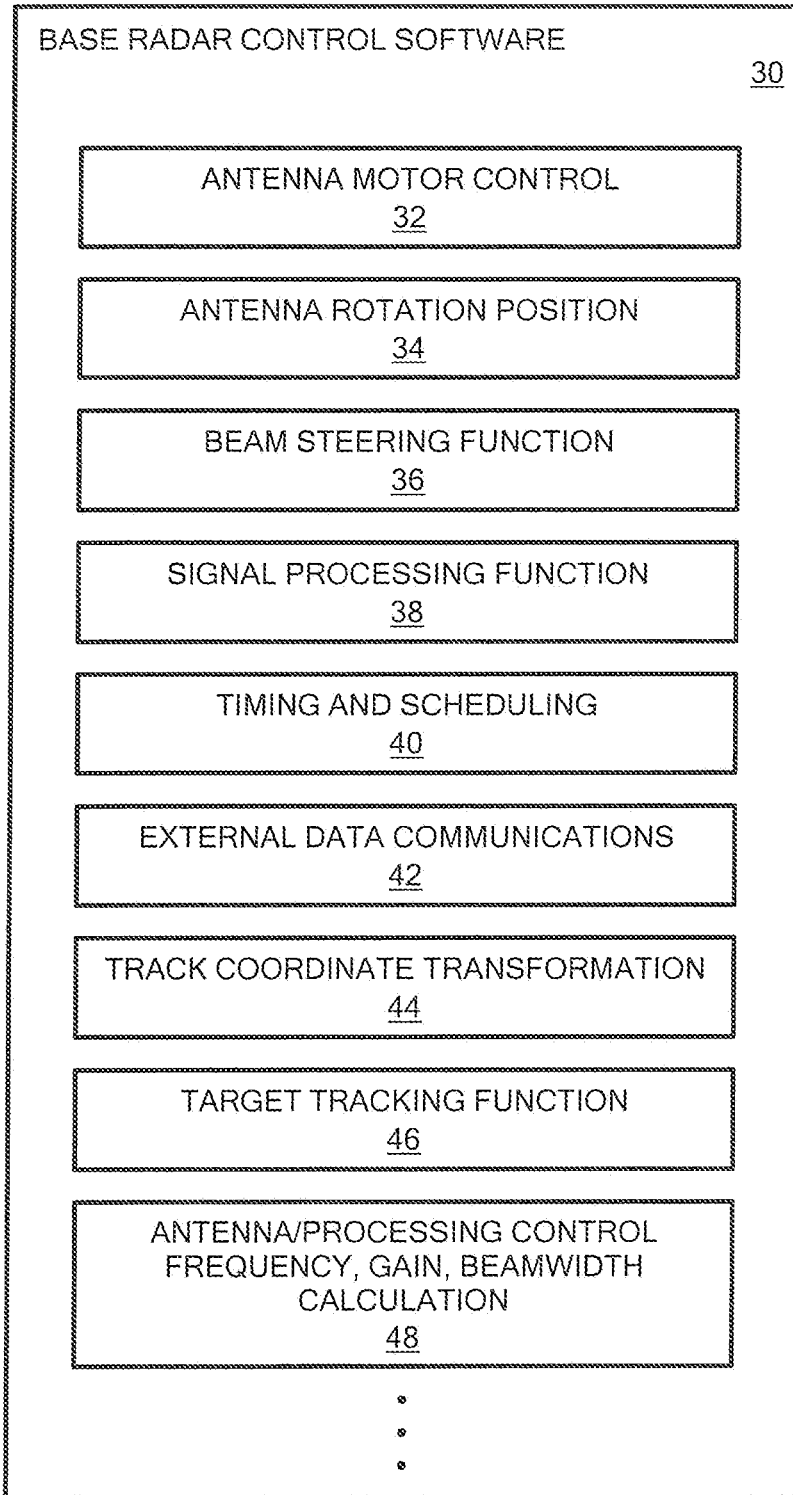 BASE RADAR CONTROL SOFTWARE
30
ANTENNA MOTOR CONTROL
32
ANTENNA ROTATION POSITION
34
BEAM STEERING FUNCTION
36
SIGNAL PROCESSING FUNCTION
38
TIMING AND SCHEDULING
40
EXTERNAL DATA COMMUNICATIONS
42
TRACK COORDINATE TRANSFORMATION
44
TARGET TRACKING FUNCTION
46
ANTENNA/PROCESSING CONTROL
FREQUENCY, GAIN, BEAMWIDTH
CALCULATION
48